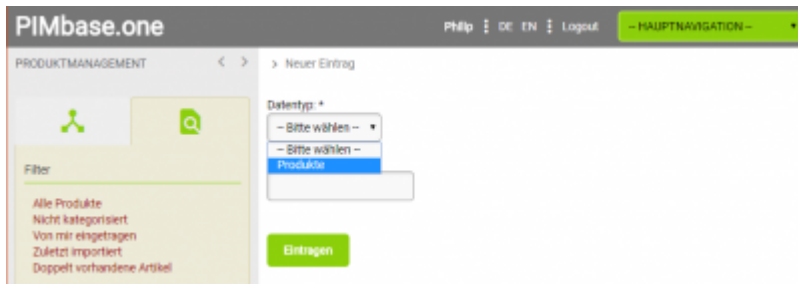 PIMbase.one
Philip ⋮ DE EN ⋮ Logout
-- HAUPTNAVIGATION --
PRODUKTMANAGEMENT < >
> Neuer Eintrag
Datentyp: *
-- Bitte wählen --
-- Bitte wählen --
Produkte
Filter
Alle Produkte
Nicht kategorisiert
Von mir eingetragen
Zuletzt importiert
Doppelt vorhandene Artikel
Eintragen